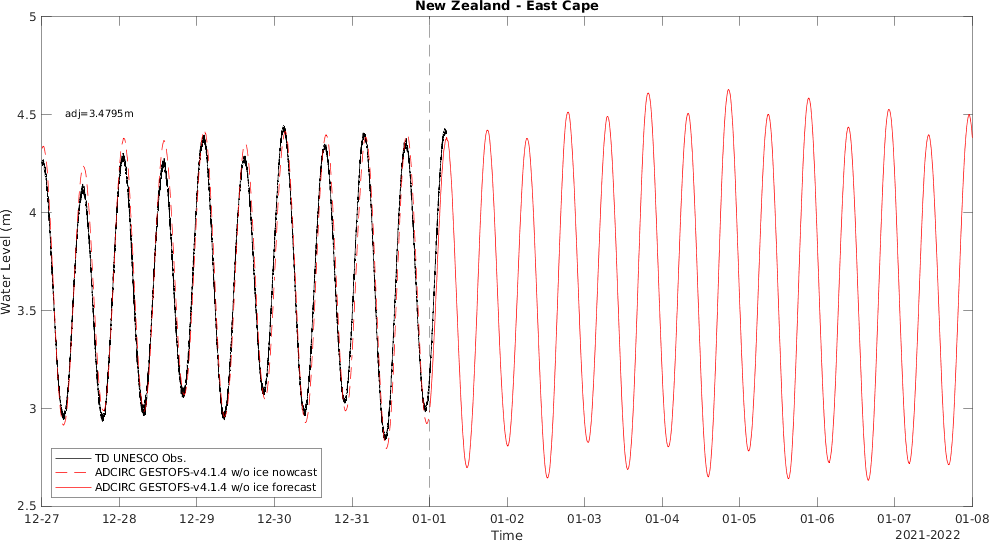 New Zealand - East Cape
5
4.5
4
3.5
3
2.5
Water Level (m)
adj=3.4795m
TD UNESCO Obs.
ADCIRC GESTOFS-v4.1.4 w/o ice nowcast
ADCIRC GESTOFS-v4.1.4 w/o ice forecast
12-27 12-28 12-29 12-30 12-31 01-01 01-02 01-03 01-04 01-05 01-06 01-07 01-08
Time
2021-2022